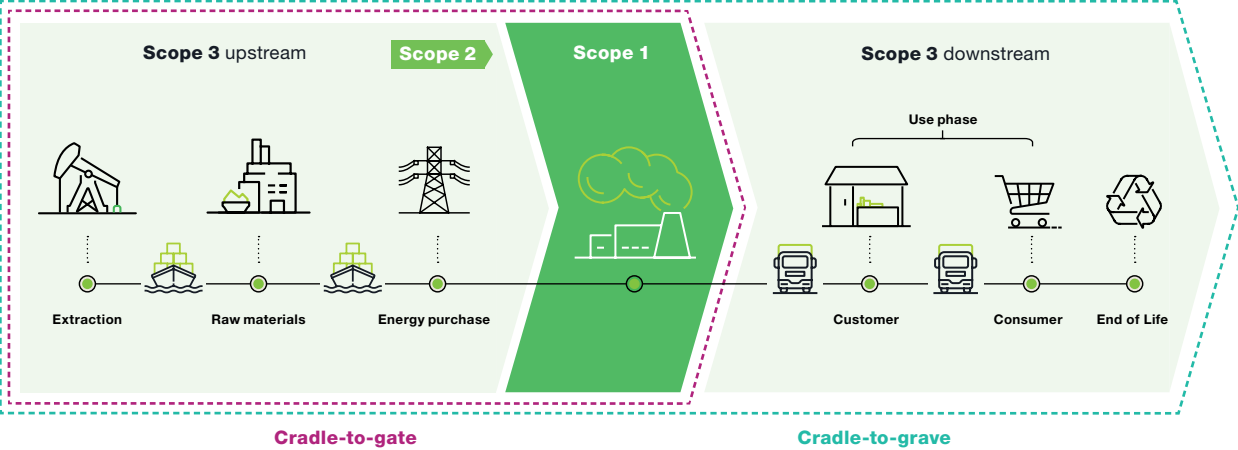 Scope 3 upstream
Scope 2
Scope 1
Scope 3 downstream
Use phase
Extraction
Raw materials
Energy purchase
Customer
Consumer
End of Life
Cradle-to-gate
Cradle-to-grave